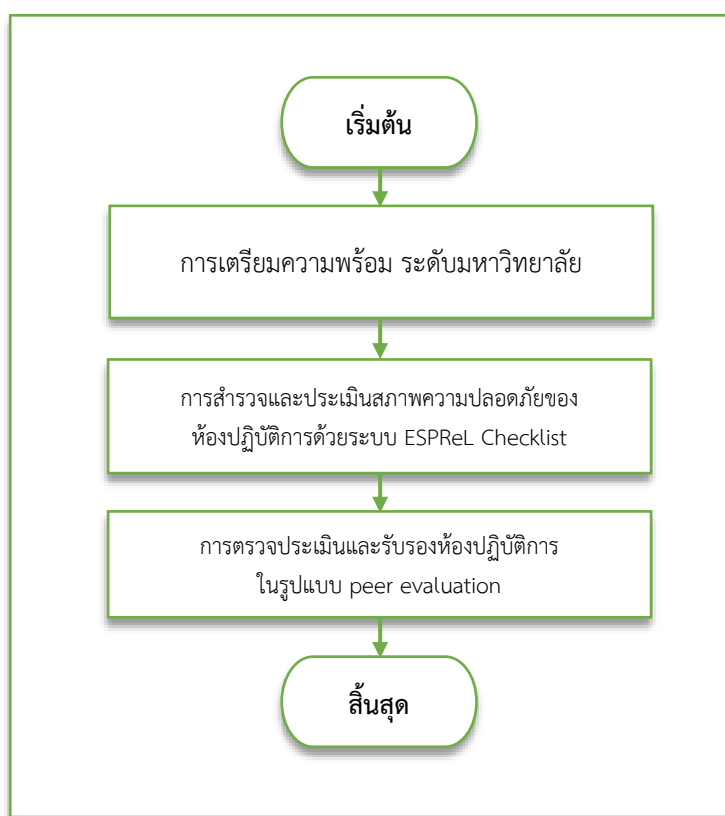 เริ่มต้น
การเตรียมความพร้อม ระดับมหาวิทยาลัย
การสำรวจและประเมินสภาพความปลอดภัยของ
ห้องปฏิบัติการด้วยระบบ ESPReL Checklist
การตรวจประเมินและรับรองห้องปฏิบัติการ
ในรูปแบบ peer evaluation
สิ้นสุด